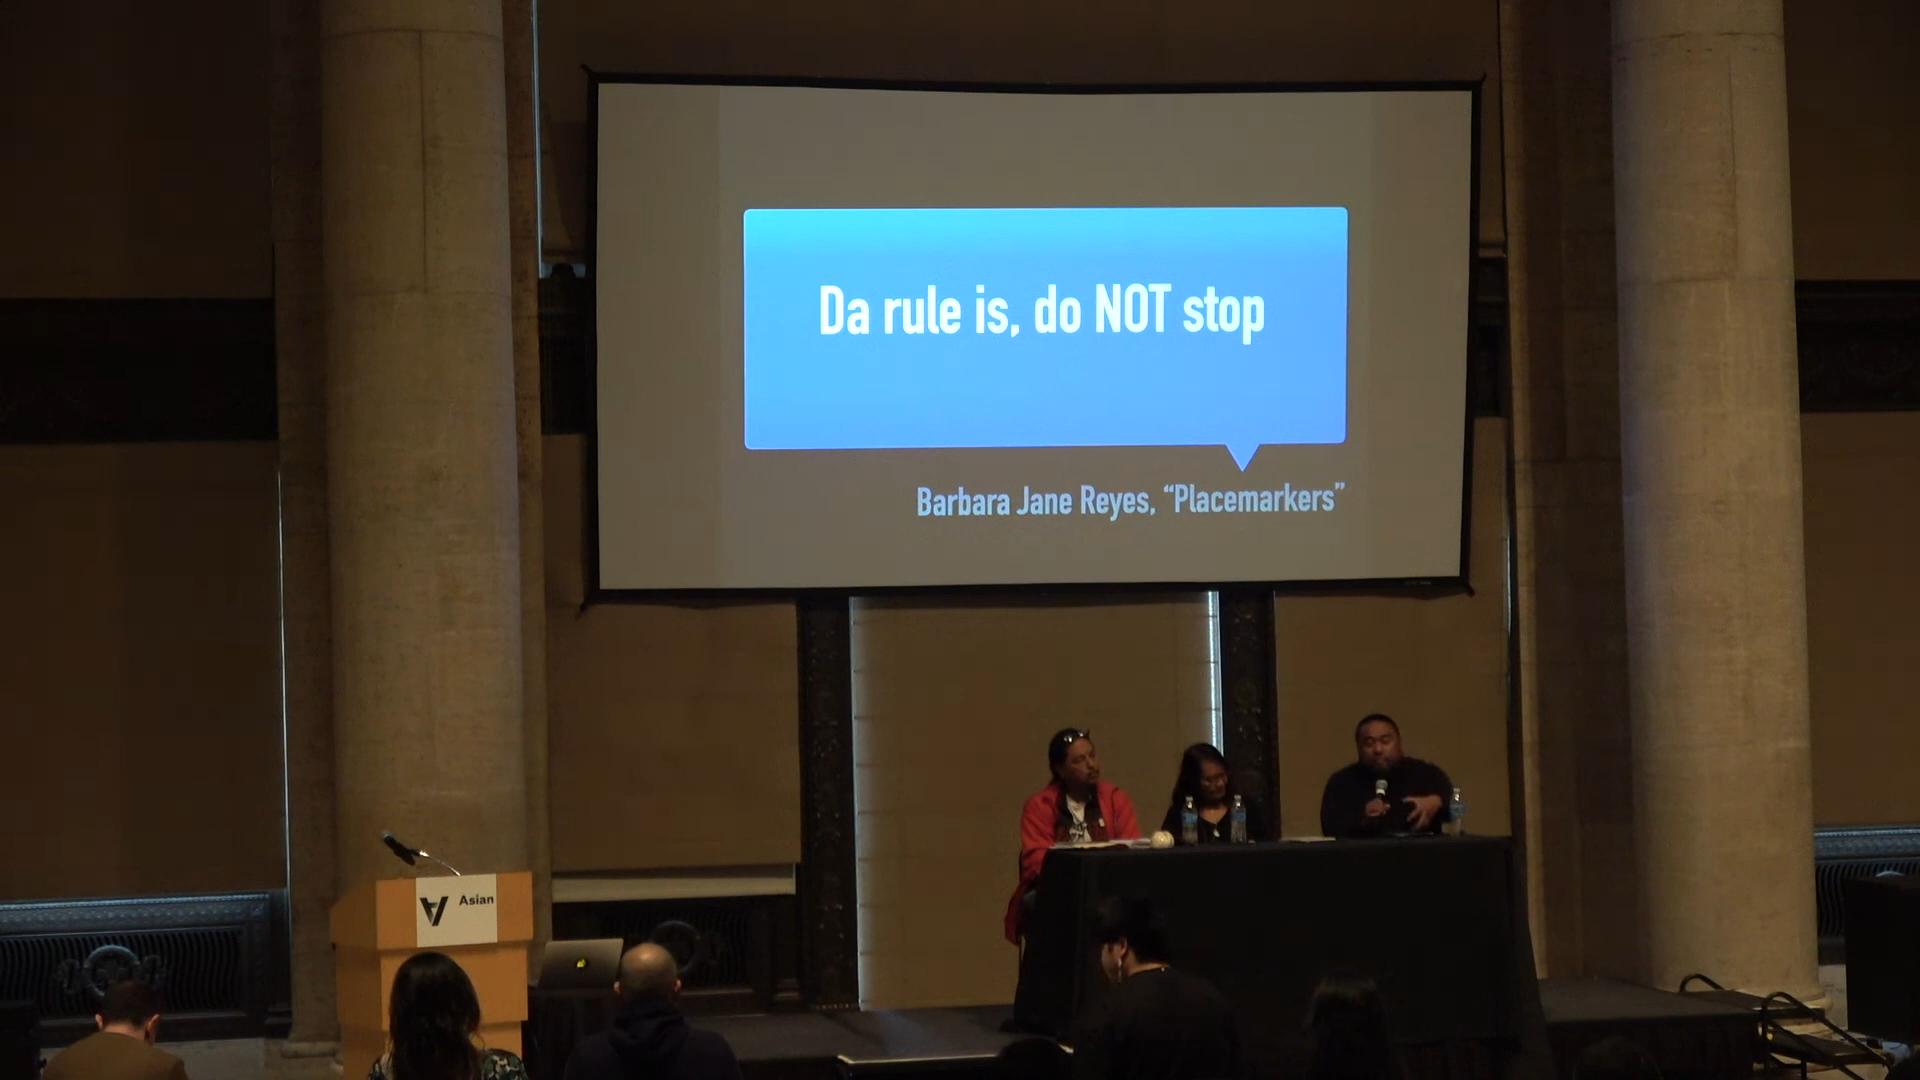 Da rule is, do NOT stop
Barbara Jane Reyes, “Placemarkers”
Asian